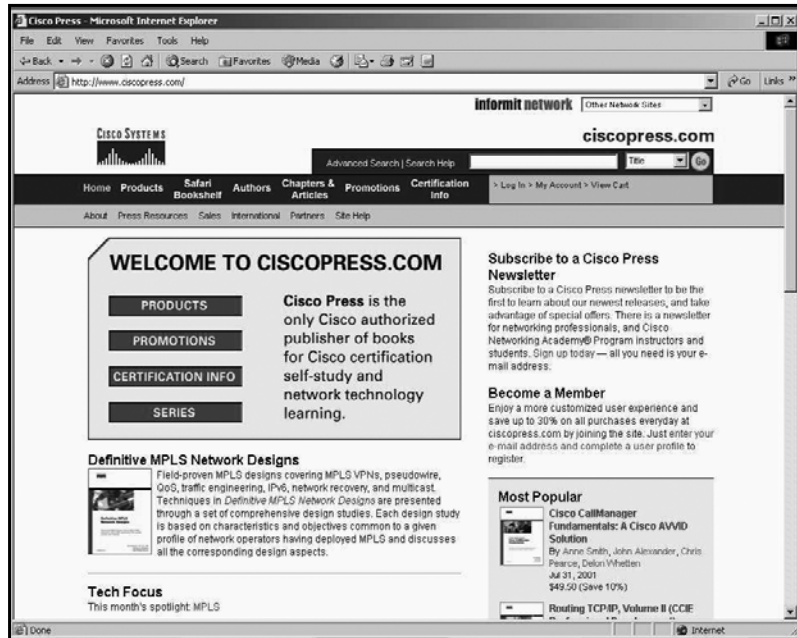 Cisco Press - Microsoft Internet Explorer
File Edit View Favorites Tools Help
Back Search Favorites Media
Address http://www.ciscopress.com/ Go Links »
informit network Other Network Sites
CISCO SYSTEMS
ciscopress.com
Advanced Search | Search Help Title Go
Home Products Safari Bookshelf Authors Chapters & Articles Promotions Certification Info
> Log In > My Account > View Cart
About Press Resources Sales International Partners Site Help
WELCOME TO CISCOPRESS.COM
PRODUCTS
PROMOTIONS
CERTIFICATION INFO
SERIES
Cisco Press is the
only Cisco authorized
publisher of books
for Cisco certification
self-study and
network technology
learning.
Definitive MPLS Network Designs
Field-proven MPLS designs covering MPLS VPNs, pseudowire,
QoS, traffic engineering, IPv6, network recovery, and multicast.
Techniques in Definitive MPLS Network Designs are presented
through a set of comprehensive design studies. Each design study
is based on characteristics and objectives common to a given
profile of network operators having deployed MPLS and discusses
all the corresponding design aspects.
Tech Focus
This month's spotlight: MPLS
Subscribe to a Cisco Press
Newsletter
Subscribe to a Cisco Press newsletter to be the
first to learn about our newest releases, and take
advantage of special offers. There is a newsletter
for networking professionals, and Cisco
Networking Academy® Program instructors and
students. Sign up today — all you need is your e-
mail address.
Become a Member
Enjoy a more customized user experience and
save up to 30% on all purchases everyday at
ciscopress.com by joining the site. Just enter your
e-mail address and complete a user profile to
register.
Most Popular
Cisco CallManager
Fundamentals: A Cisco AVVID
Solution
By Anne Smith, John Alexander, Chris
Pearce, Delon Whetten
Jul 31, 2001
$49.50 (Save 10%)
Routing TCP/IP, Volume II (CCIE
Done Internet